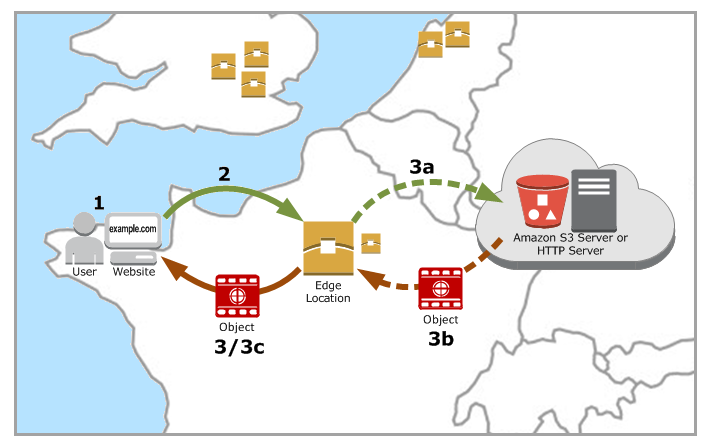 1
2
3a
example.com
User
Website
Edge
Location
Amazon S3 Server or
HTTP Server
Object
3/3c
Object
3b